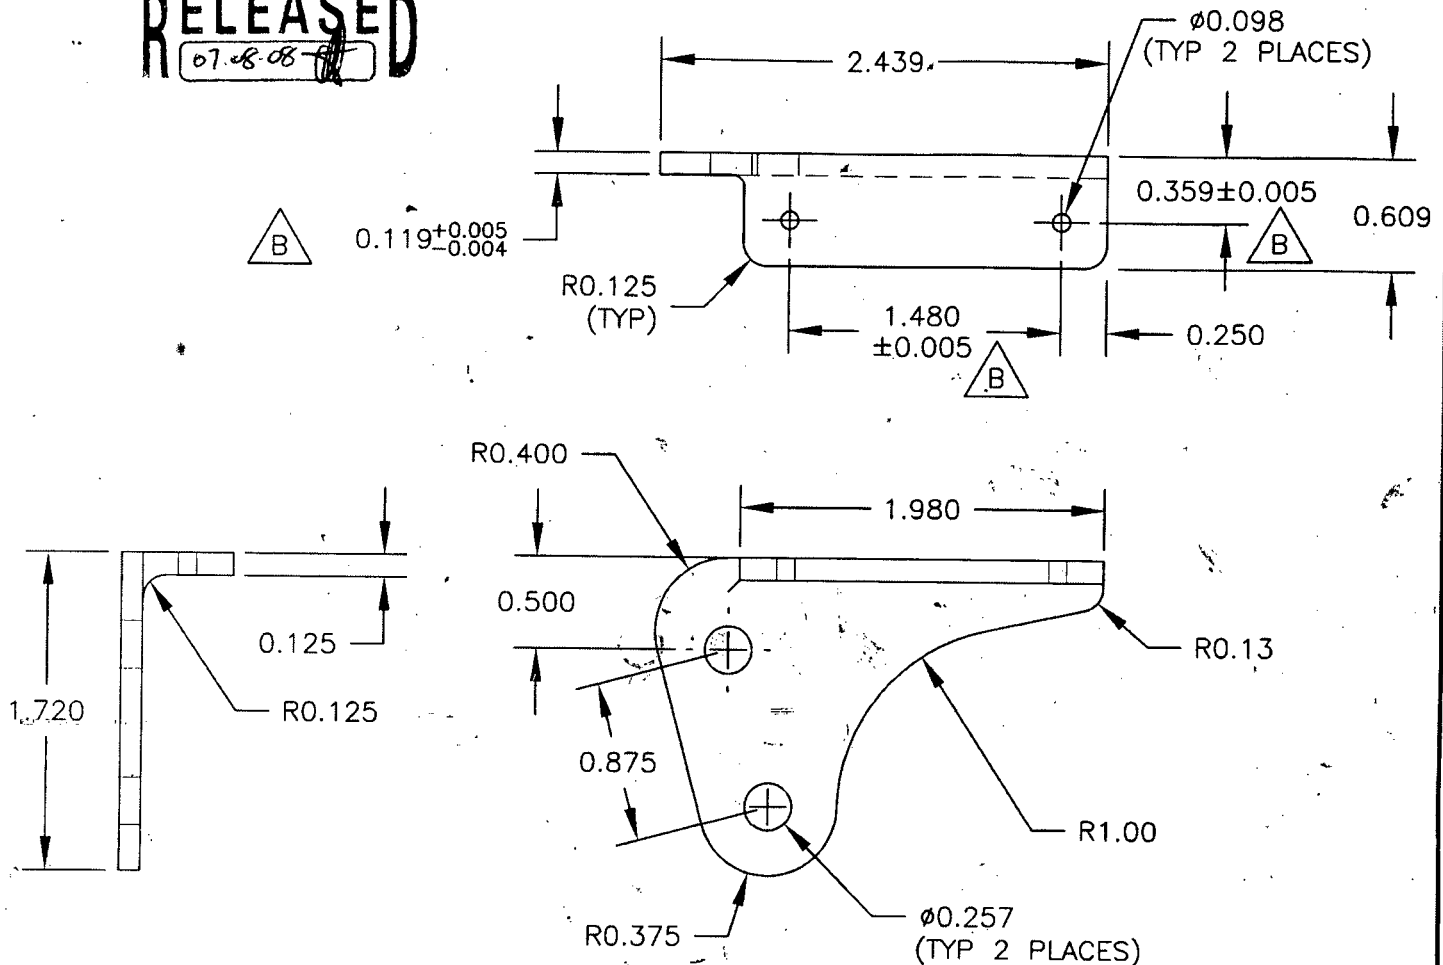 RELEASED
07.08.08
2.439
ø0.098
(TYP 2 PLACES)
B
0.119+0.005
-0.004
0.359±0.005
B
0.609
R0.125
(TYP)
1.480
±0.005
B
0.250
R0.400
1.980
0.500
0.125
R0.13
R0.125
1.720
0.875
R1.00
R0.375
ø0.257
(TYP 2 PLACES)